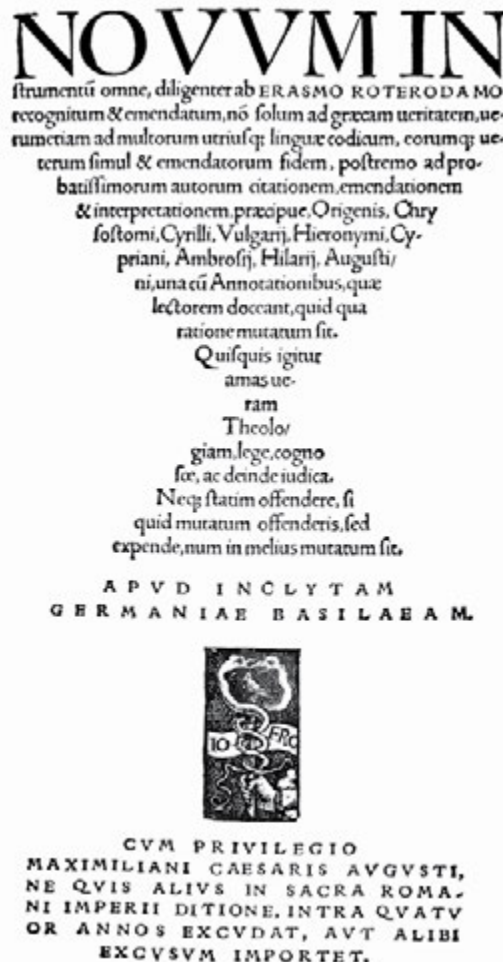 NOVVM IN
ſtrumentū omne, diligenter ab ERASMO ROTERODAMO
recognitum & emendatum, nō ſolum ad græcam ueritatem, ue-
rumetiam ad multorum utriuſq; linguæ codicum, eorumq; ue-
terum ſimul & emendatorum fidem, poſtremo ad pro-
batiſſimorum autorum citationem, emendationem
& interpretationem, præcipue, Origenis, Chry
ſoſtomi, Cyrilli, Vulgarij, Hieronymi, Cy-
priani, Ambroſij, Hilarij, Auguſti/
ni, una cū Annotationibus, quæ
lectorem doceant, quid qua
ratione mutatum ſit.
Quiſquis igitur
amas ue-
ram
Theolo/
giam, lege, cogno
ſce, ac deinde iudica.
Neq; ſtatim offendere, ſi
quid mutatum offenderis, ſed
expende, num in melius mutatum ſit.
APVD INCLYTAM
GERMANIAE BASILAEAM.
IO FRO
CVM PRIVILEGIO
MAXIMILIANI CAESARIS AVGVSTI,
NE QVIS ALIVS IN SACRA ROMA-
NI IMPERII DITIONE, INTRA QVATV
OR ANNOS EXCVDAT, AVT ALIBI
EXCVSVM IMPORTET.